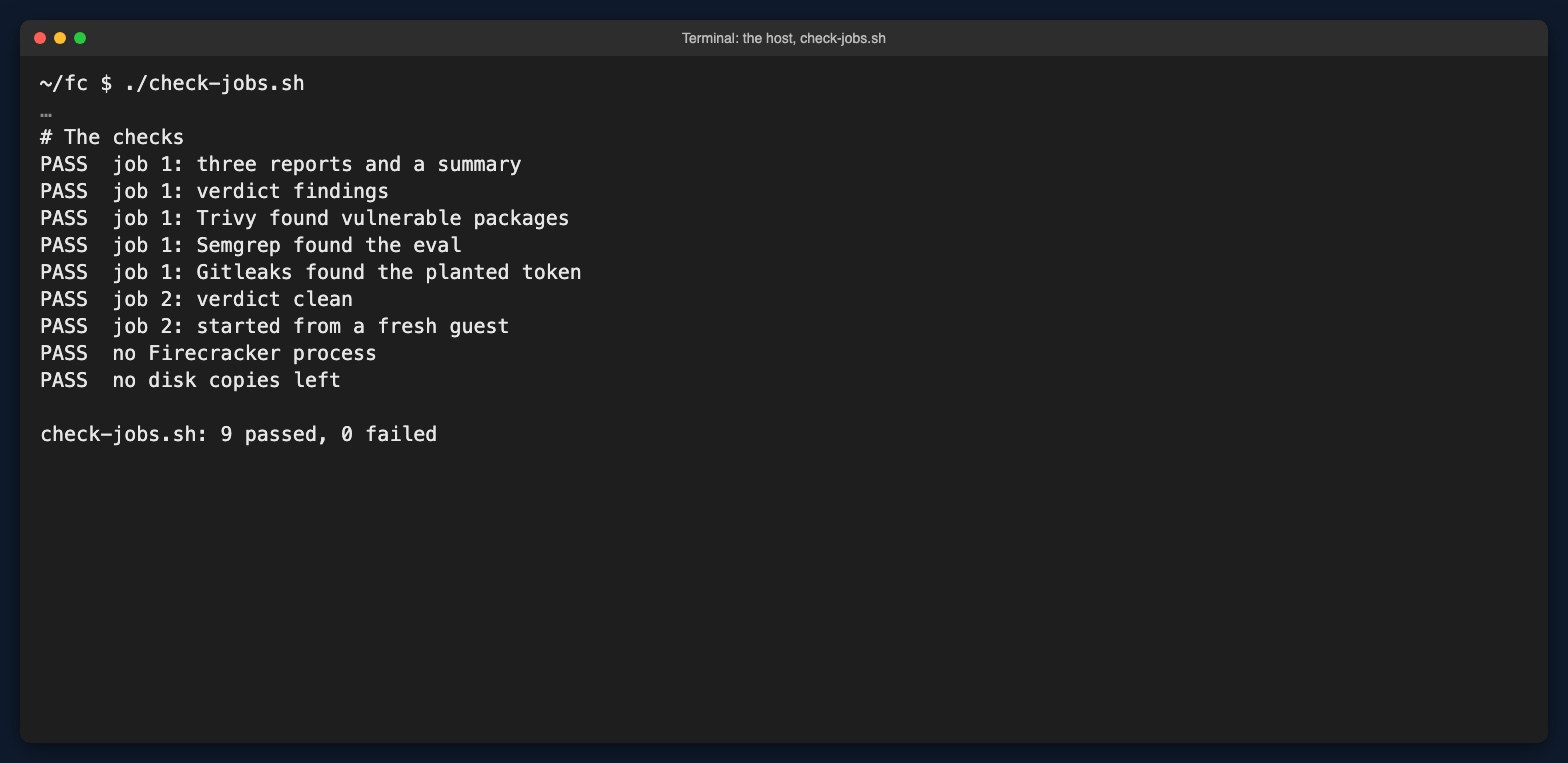 Terminal: the host, check-jobs.sh
~/fc $ ./check-jobs.sh
…
# The checks
PASS  job 1: three reports and a summary
PASS  job 1: verdict findings
PASS  job 1: Trivy found vulnerable packages
PASS  job 1: Semgrep found the eval
PASS  job 1: Gitleaks found the planted token
PASS  job 2: verdict clean
PASS  job 2: started from a fresh guest
PASS  no Firecracker process
PASS  no disk copies left
check-jobs.sh: 9 passed, 0 failed